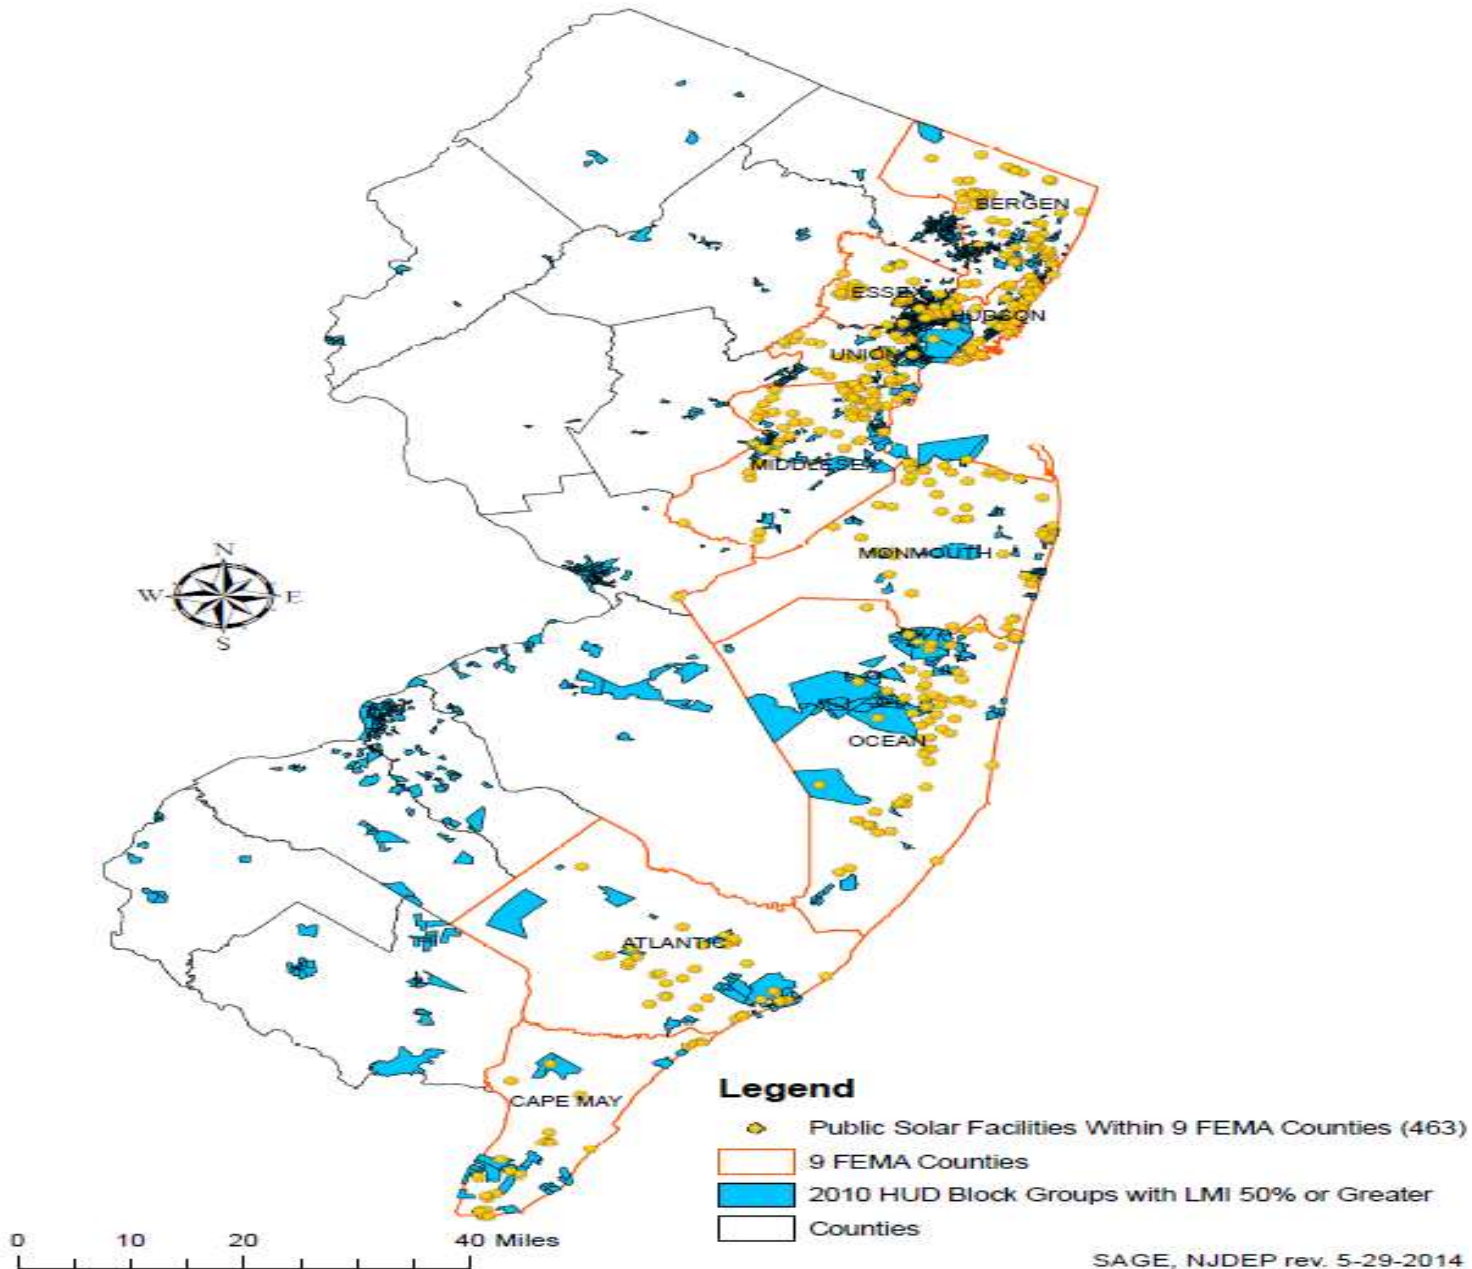 BERGEN
ESSEX
HUDSON
UNION
MIDDLESEX
N
W E
S
MONMOUTH
OCEAN
ATLANTIC
CAPE MAY
Legend
Public Solar Facilities Within 9 FEMA Counties (463)
9 FEMA Counties
2010 HUD Block Groups with LMI 50% or Greater
Counties
0 10 20 40 Miles
SAGE, NJDEP rev. 5-29-2014